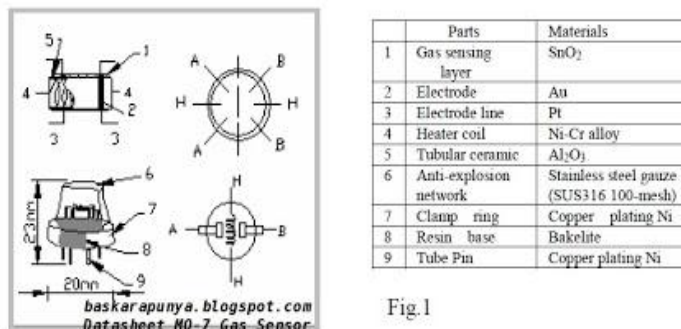 5
1
4
4
2
3
3
A
B
H
H
A
B
6
23mm
7
8
9
20mm
H
A
B
H
baskarapunya.blogspot.com
Datasheet MQ-7 Gas Sensor
Parts Materials
1 Gas sensing layer SnO₂
2 Electrode Au
3 Electrode line Pt
4 Heater coil Ni-Cr alloy
5 Tubular ceramic Al₂O₃
6 Anti-explosion network Stainless steel gauze (SUS316 100-mesh)
7 Clamp ring Copper plating Ni
8 Resin base Bakelite
9 Tube Pin Copper plating Ni
Fig.1